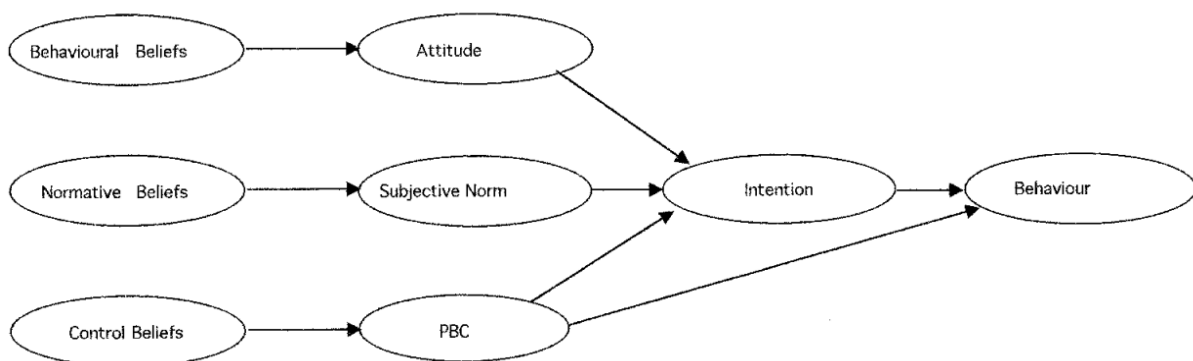 Behavioural Beliefs
Attitude
Normative Beliefs
Subjective Norm
Intention
Behaviour
Control Beliefs
PBC